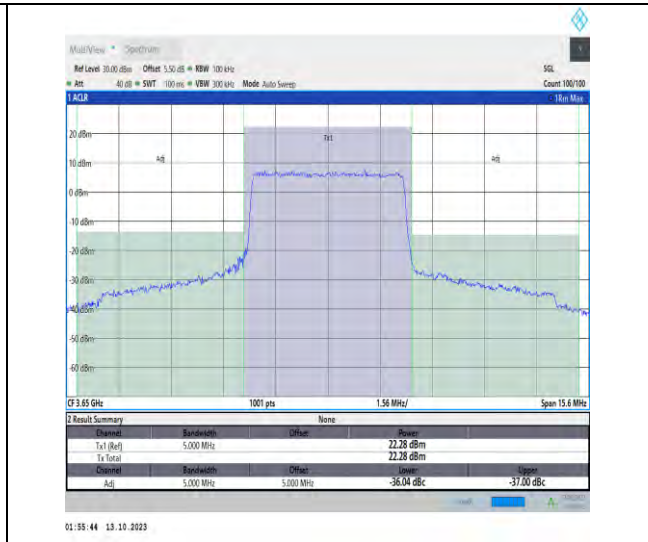 MultiView Spectrum
Ref Level 30.00 dBm Offset 5.50 dB RBW 100 kHz SGL
Att 40 dB SWT 100 ms VBW 300 kHz Mode Auto Sweep Count 100/100
1 ACLR 1Rm Max
Tx1
20 dBm
Adj Adj
10 dBm
0 dBm
-10 dBm
-20 dBm
-30 dBm
-40 dBm
-50 dBm
-60 dBm
CF 3.65 GHz 1001 pts 1.56 MHz/ Span 15.6 MHz
2 Result Summary None
Channel Bandwidth Offset Power
Tx1 (Ref) 5.000 MHz 22.28 dBm
Tx Total 22.28 dBm
Channel Bandwidth Offset Lower Upper
Adj 5.000 MHz 5.000 MHz -36.04 dBc -37.00 dBc
01:55:44 13.10.2023